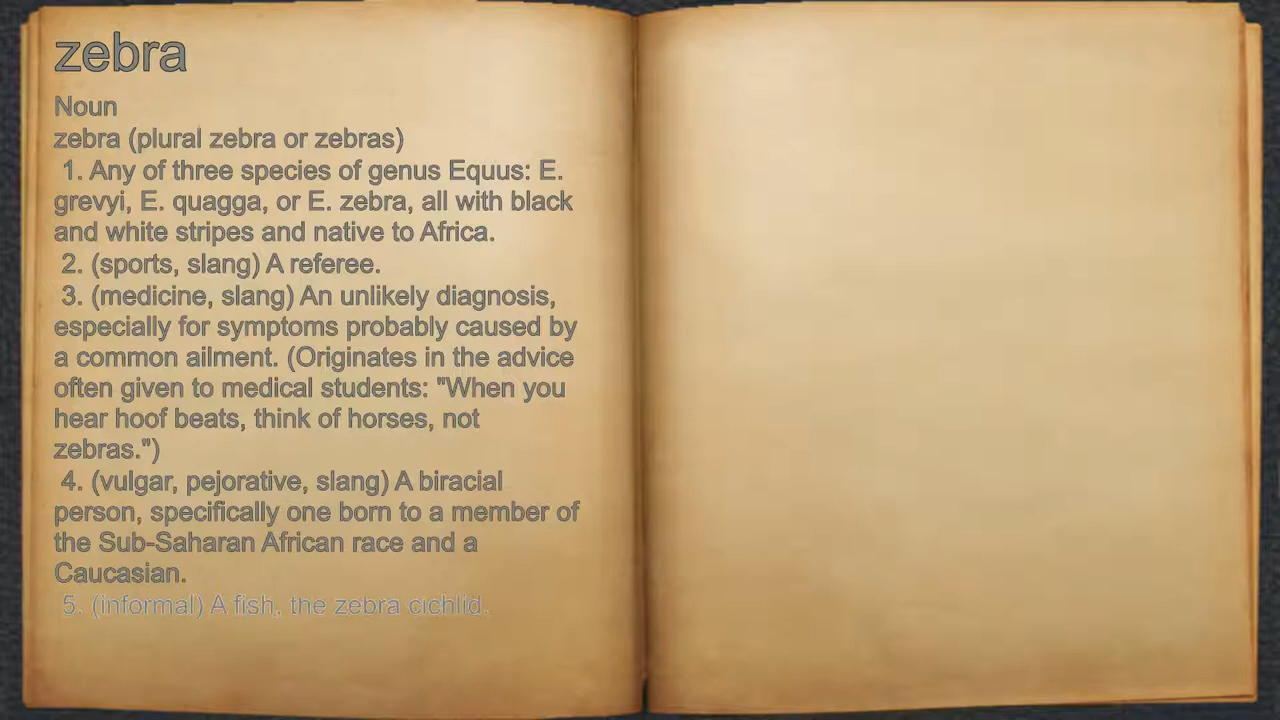 zebra
Noun
zebra (plural zebra or zebras)
1. Any of three species of genus Equus: E.
grevyi, E. quagga, or E. zebra, all with black
and white stripes and native to Africa.
2. (sports, slang) A referee.
3. (medicine, slang) An unlikely diagnosis,
especially for symptoms probably caused by
a common ailment. (Originates in the advice
often given to medical students: "When you
hear hoof beats, think of horses, not
zebras.")
4. (vulgar, pejorative, slang) A biracial
person, specifically one born to a member of
the Sub-Saharan African race and a
Caucasian.
5. (informal) A fish, the zebra cichlid.